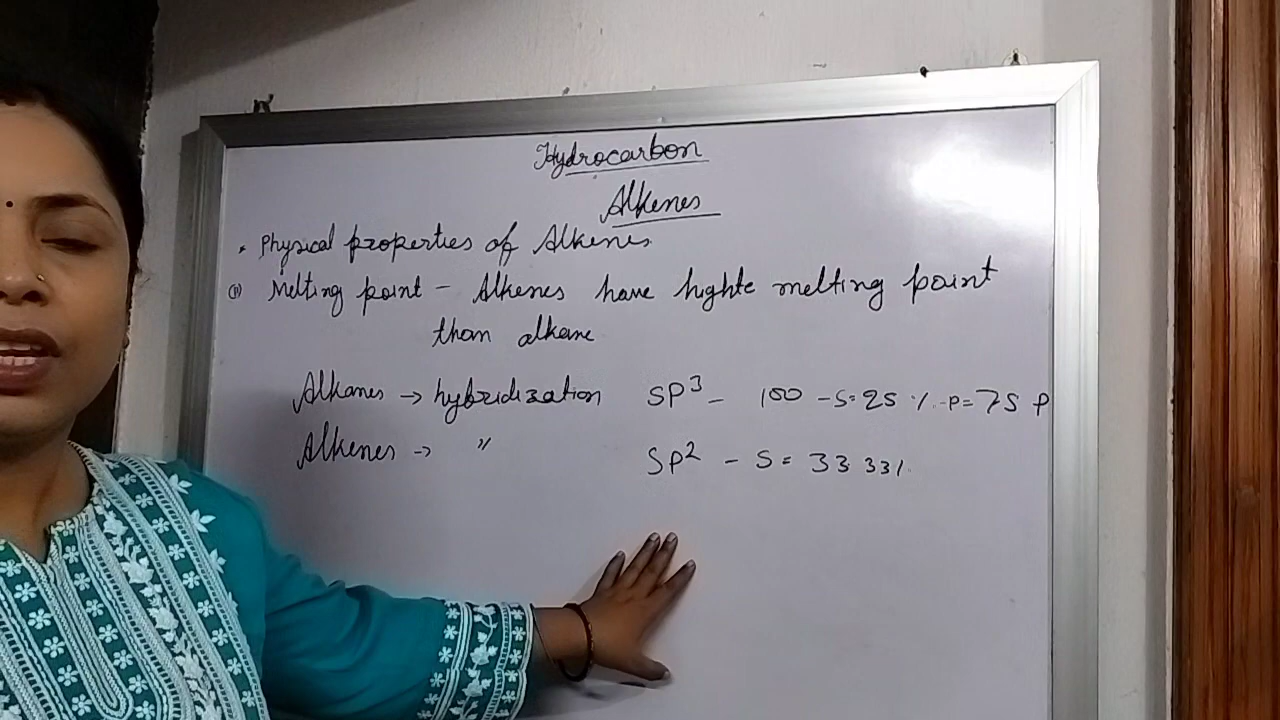 Hydrocarbon
Alkenes
* Physical properties of Alkenes
(ii) Melting point - Alkenes have highte melting point
than alkane
Alkanes → hybridization SP³ - 100 - S=25 % - P=75 P
Alkenes → " SP² - S = 33 33%